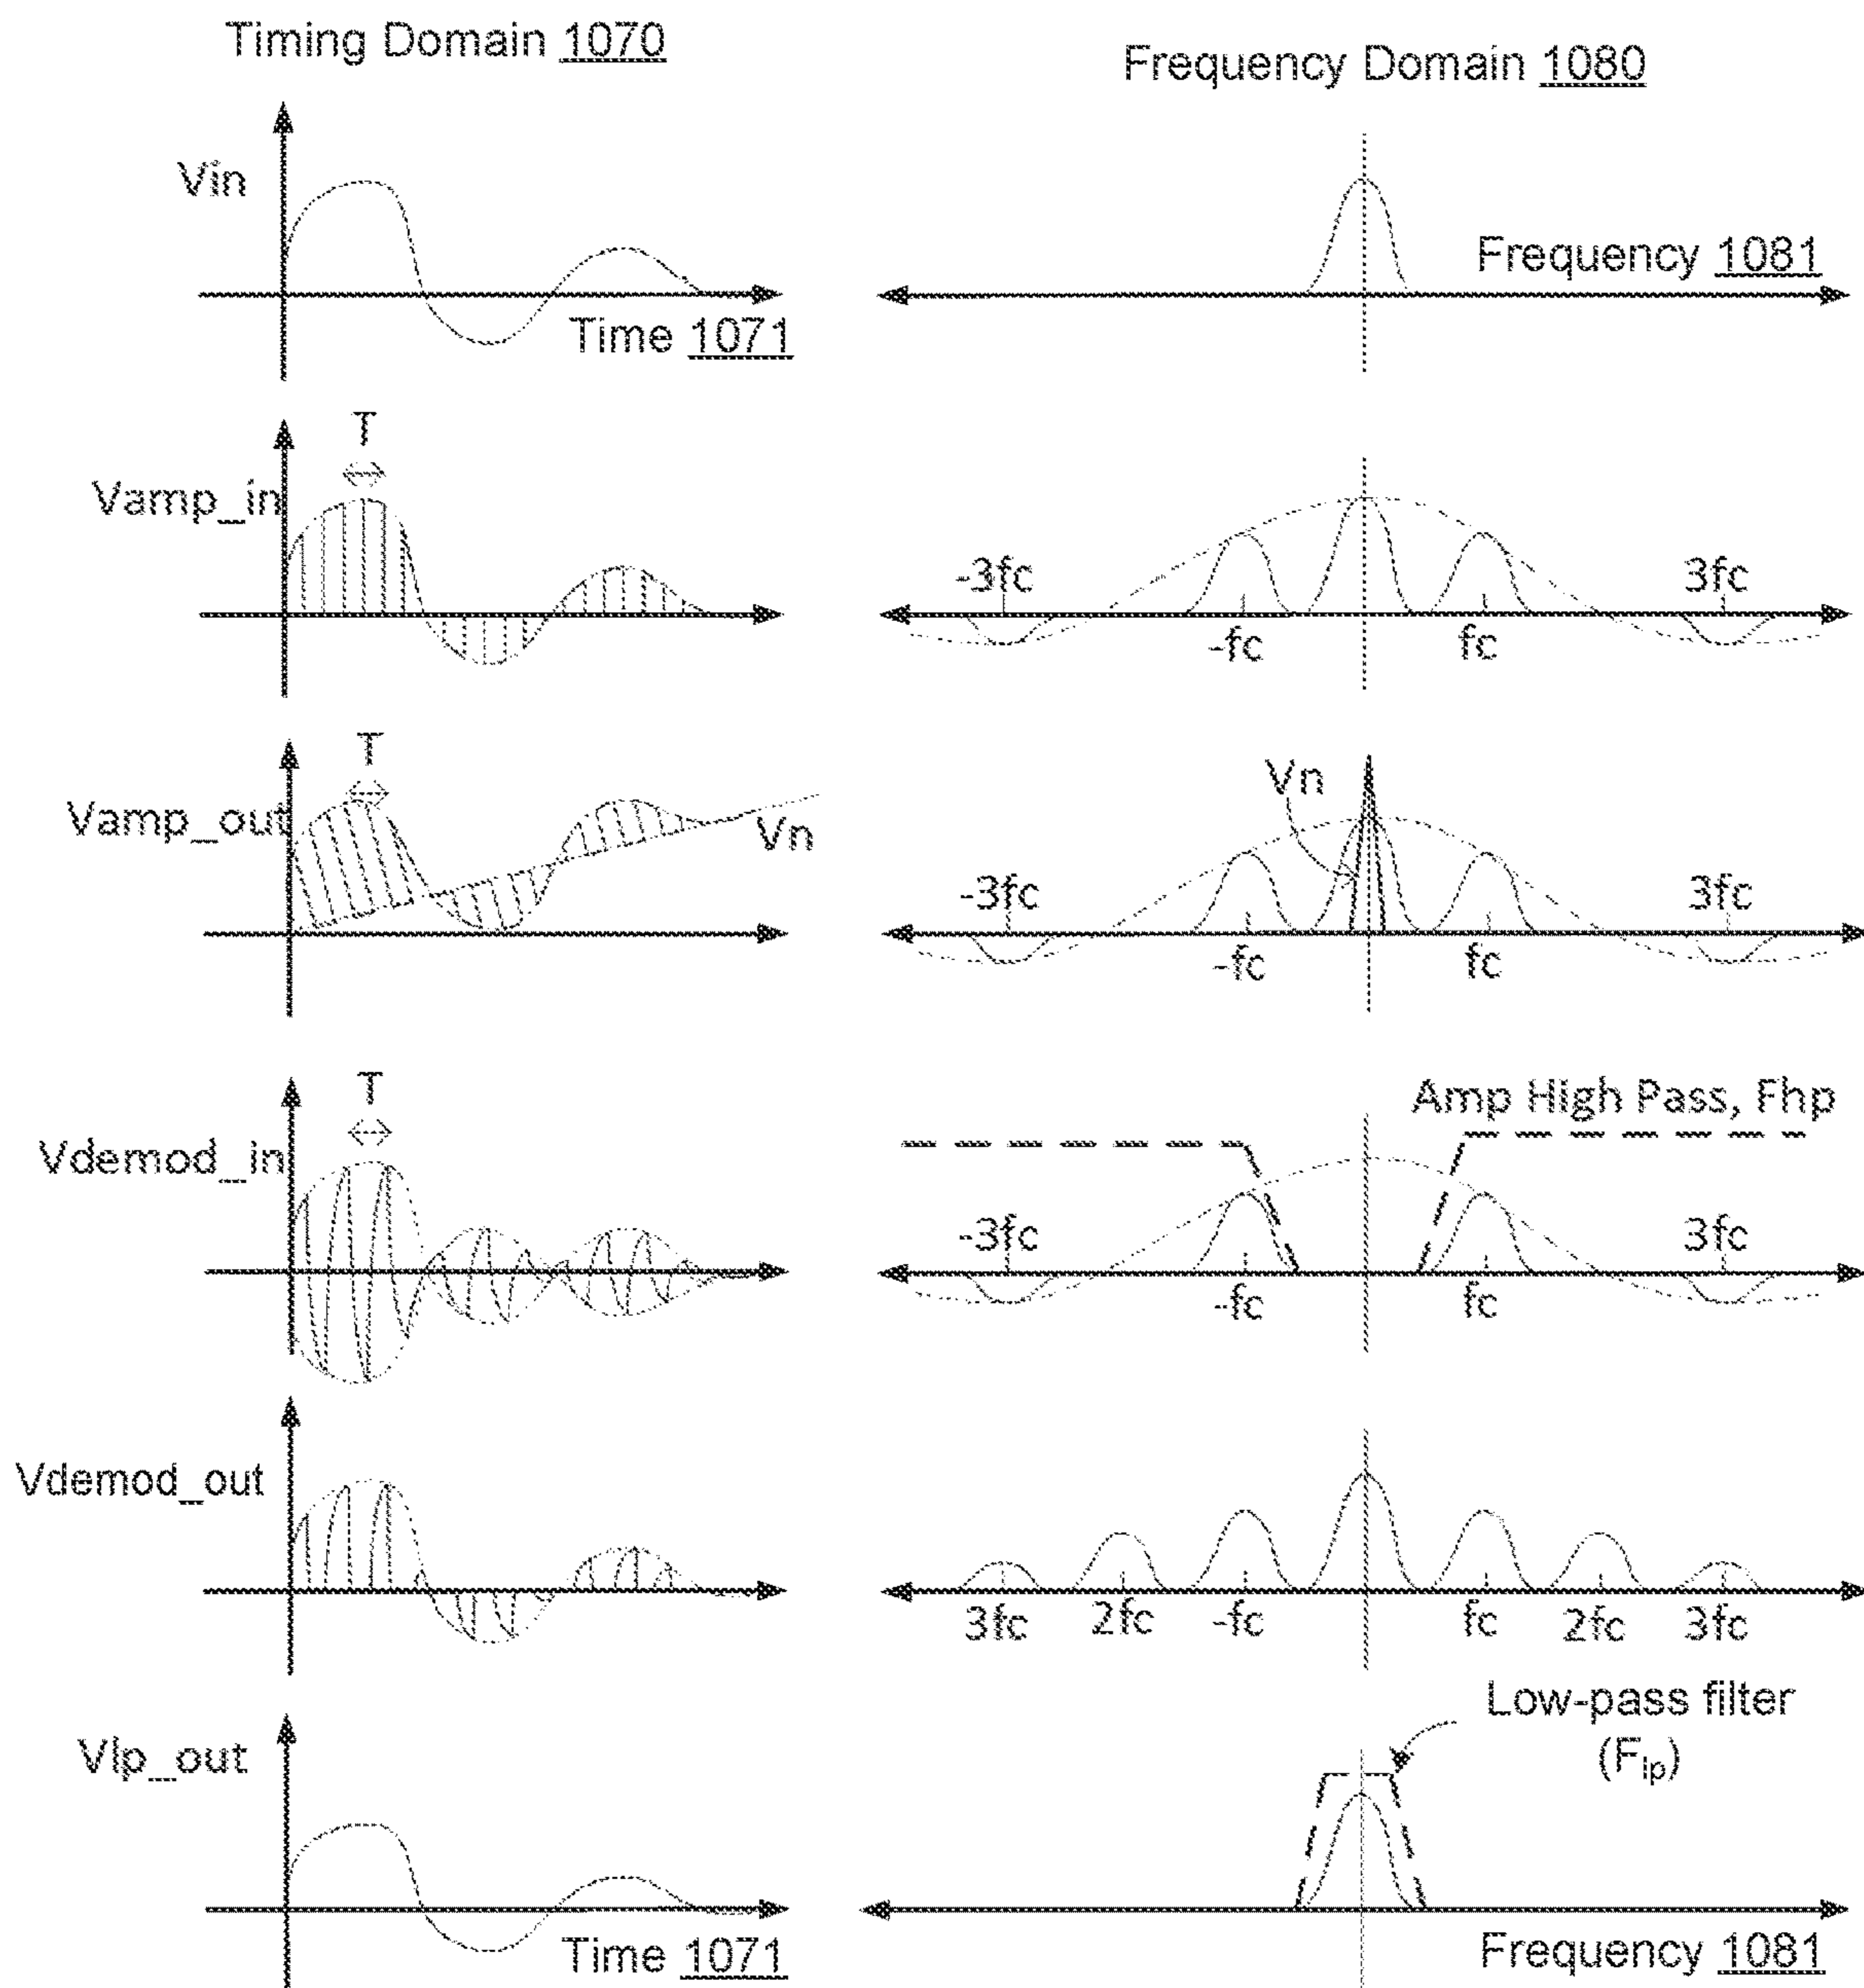 Timing Domain 1070
Frequency Domain 1080
Vin
Time 1071
Frequency 1081
T
Vamp_in
-3fc
-fc
fc
3fc
T
Vamp_out
Vn
Vn
-3fc
-fc
fc
3fc
T
Vdemod_in
Amp High Pass, Fhp
-3fc
-fc
fc
3fc
Vdemod_out
3fc 2fc -fc fc 2fc 3fc
Vlp_out
Time 1071
Low-pass filter
(Flp)
Frequency 1081